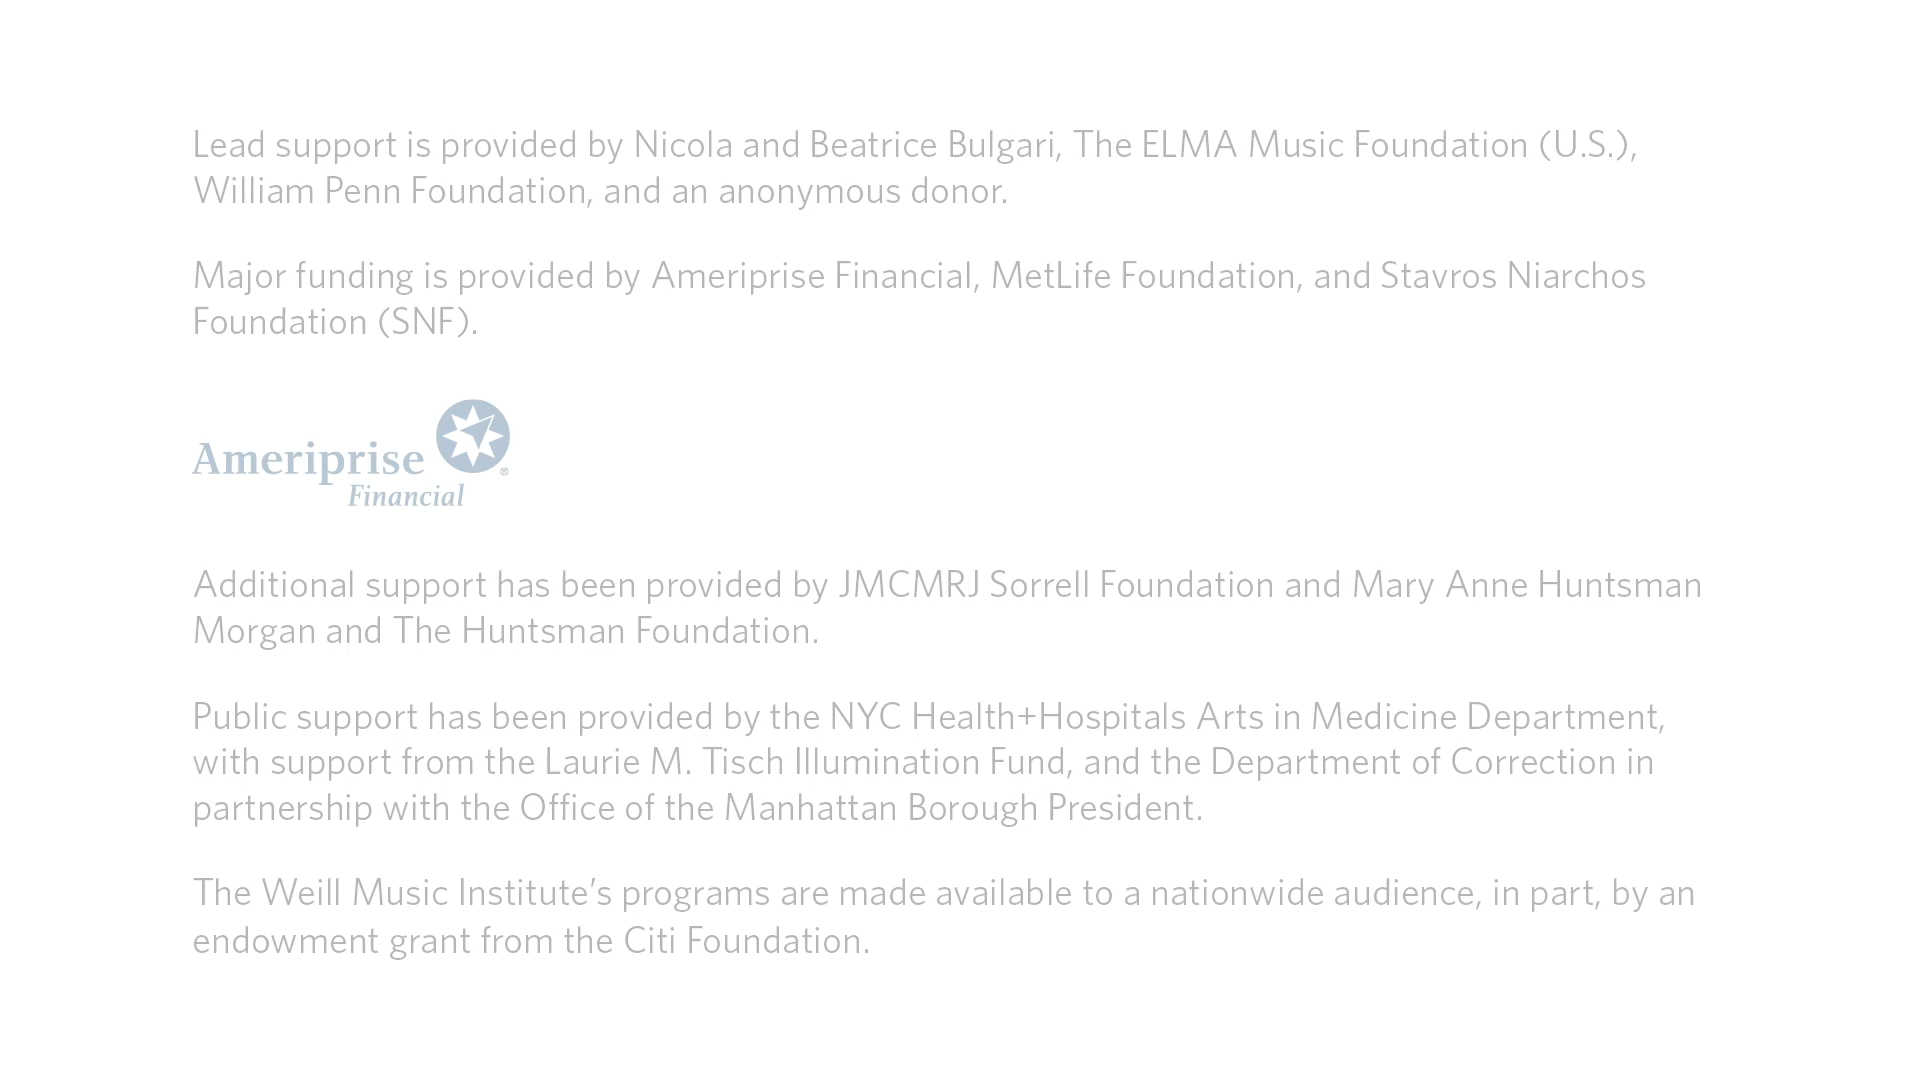 Lead support is provided by Nicola and Beatrice Bulgari, The ELMA Music Foundation (U.S.),
William Penn Foundation, and an anonymous donor.
Major funding is provided by Ameriprise Financial, MetLife Foundation, and Stavros Niarchos
Foundation (SNF).
Ameriprise ®
Financial
Additional support has been provided by JMCMRJ Sorrell Foundation and Mary Anne Huntsman
Morgan and The Huntsman Foundation.
Public support has been provided by the NYC Health+Hospitals Arts in Medicine Department,
with support from the Laurie M. Tisch Illumination Fund, and the Department of Correction in
partnership with the Office of the Manhattan Borough President.
The Weill Music Institute’s programs are made available to a nationwide audience, in part, by an
endowment grant from the Citi Foundation.